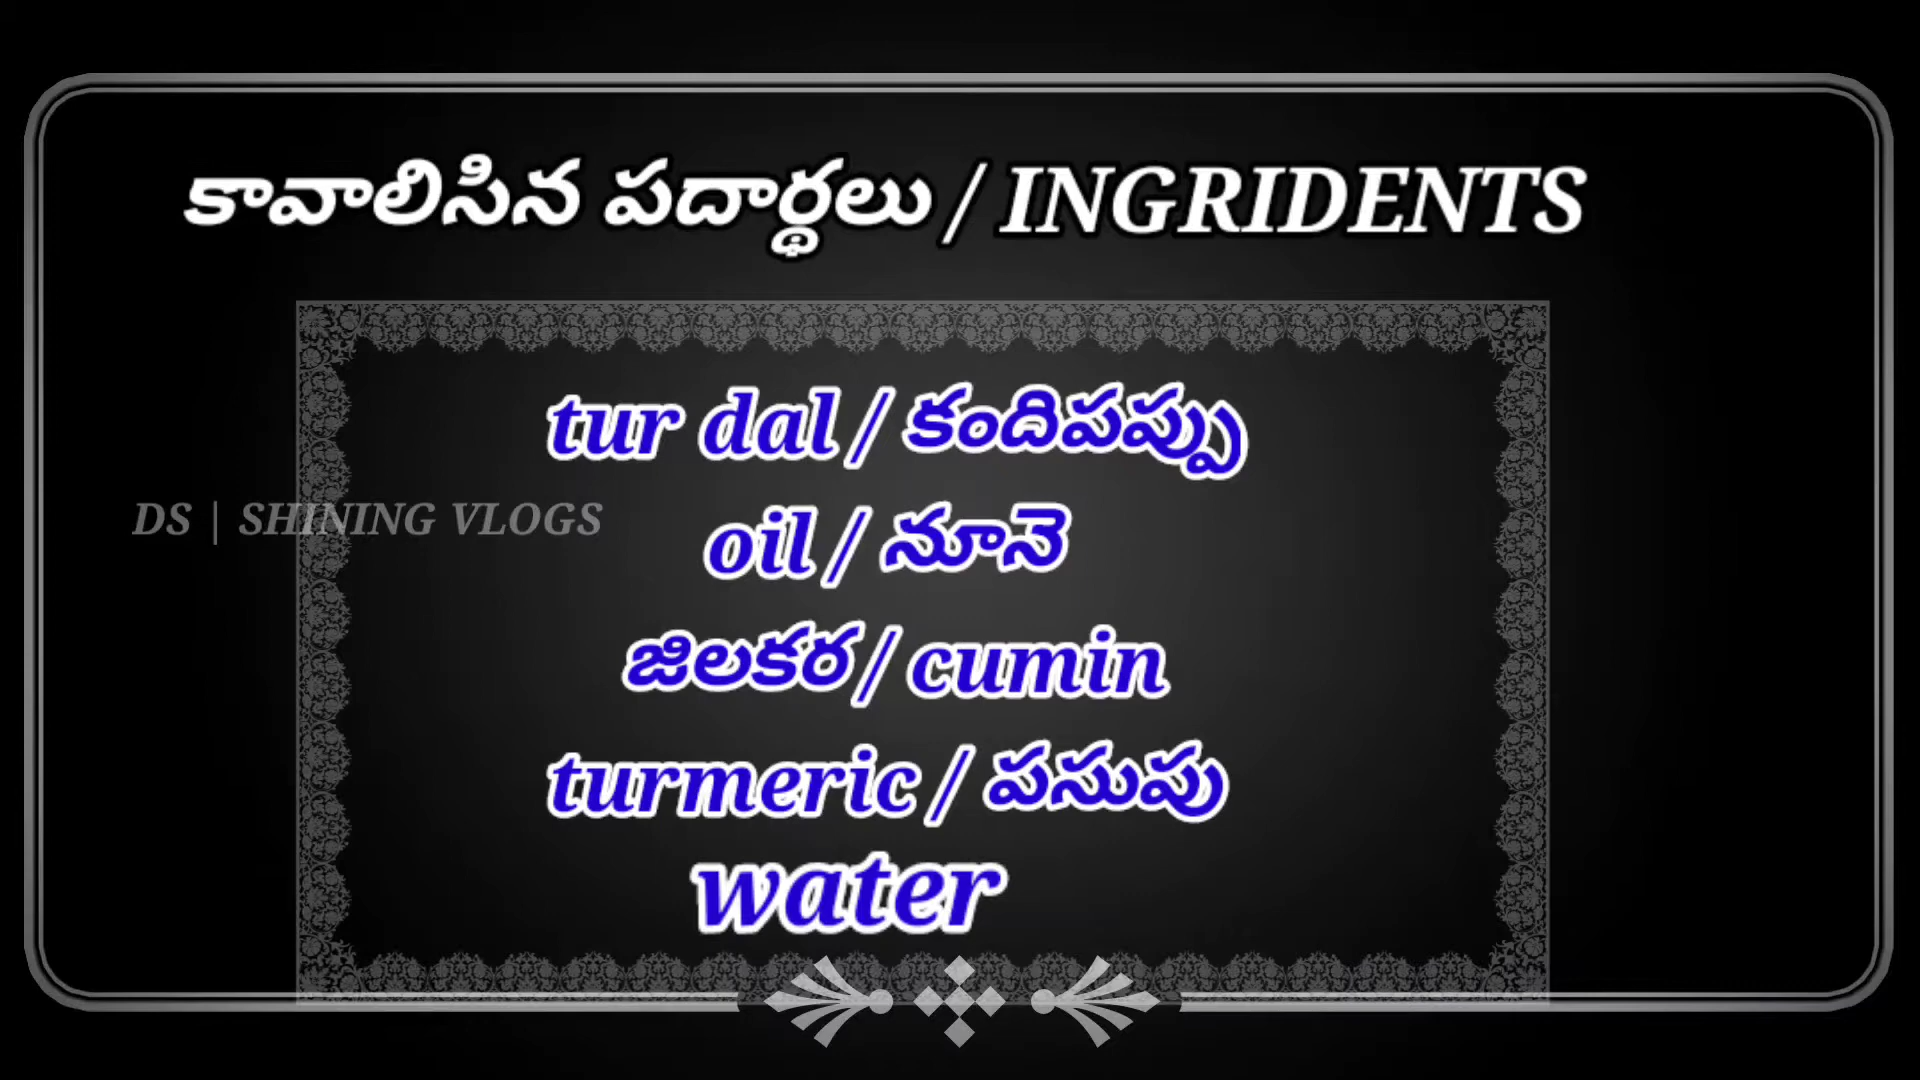 కావాలిసిన పదార్థలు / INGRIDENTS
tur dal / కందిపప్పు
DS | SHINING VLOGS
oil / నూనె
జిలకర / cumin
turmeric / పసుపు
water